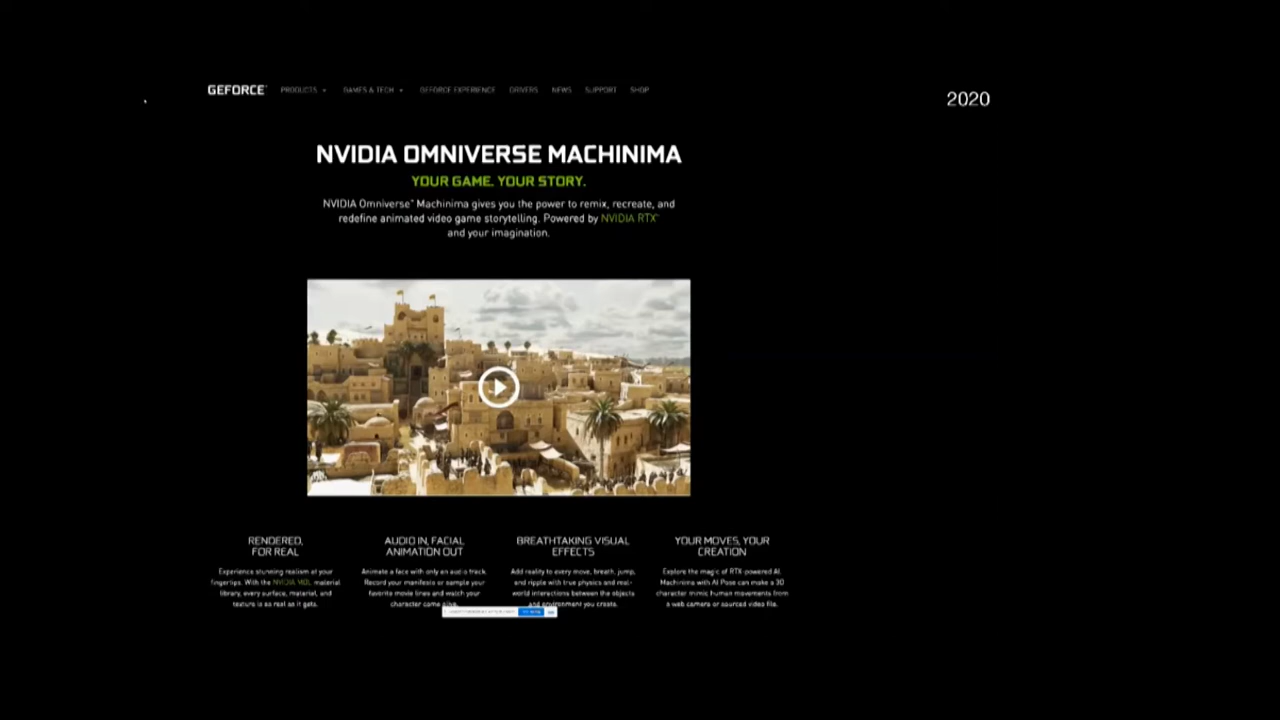 GEFORCE PRODUCTS GAMES & TECH GEFORCE EXPERIENCE DRIVERS NEWS SUPPORT SHOP
2020
NVIDIA OMNIVERSE MACHINIMA
YOUR GAME. YOUR STORY.
NVIDIA Omniverse™ Machinima gives you the power to remix, recreate, and
redefine animated video game storytelling. Powered by NVIDIA RTX™
and your imagination.
RENDERED,
FOR REAL
Experience stunning realism at your
fingertips. With the NVIDIA MDL material
library, every surface, material, and
texture is as real as it gets.
AUDIO IN, FACIAL
ANIMATION OUT
Animate a face with only an audio track.
Record your manifesto or sample your
favorite movie lines and watch your
character come alive.
BREATHTAKING VISUAL
EFFECTS
Add reality to every move, breath, jump,
and ripple with true physics and real-
world interactions between the objects
and environment you create.
YOUR MOVES, YOUR
CREATION
Explore the magic of RTX-powered AI.
Machinima with AI Pose can make a 3D
character mimic human movements from
a web camera or sourced video file.